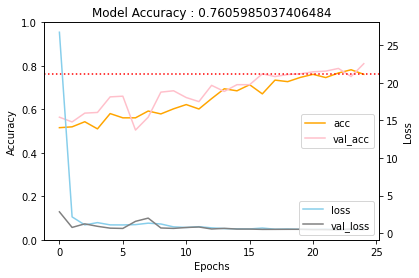 Model Accuracy : 0.7605985037406484
1.0
0.8
0.6
0.4
0.2
0.0
Accuracy
0
5
10
15
20
25
Epochs
25
20
15
10
5
0
Loss
acc
val_acc
loss
val_loss